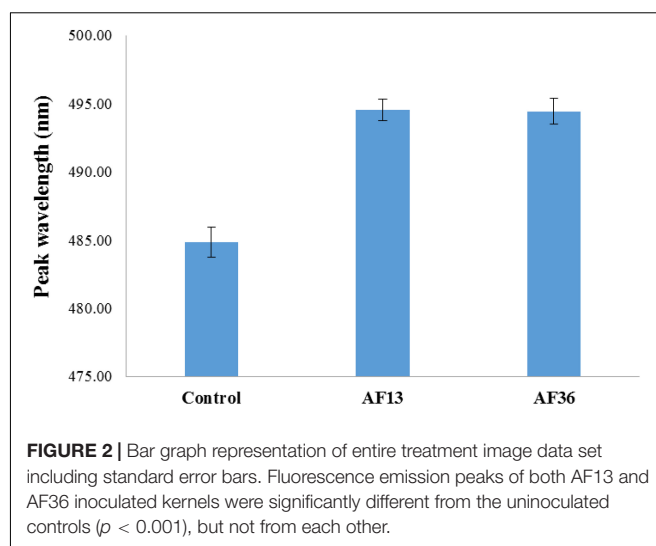 500.00
495.00
490.00
485.00
480.00
475.00
Peak wavelength (nm)
Control AF13 AF36
FIGURE 2 | Bar graph representation of entire treatment image data set
including standard error bars. Fluorescence emission peaks of both AF13 and
AF36 inoculated kernels were significantly different from the uninoculated
controls (p < 0.001), but not from each other.